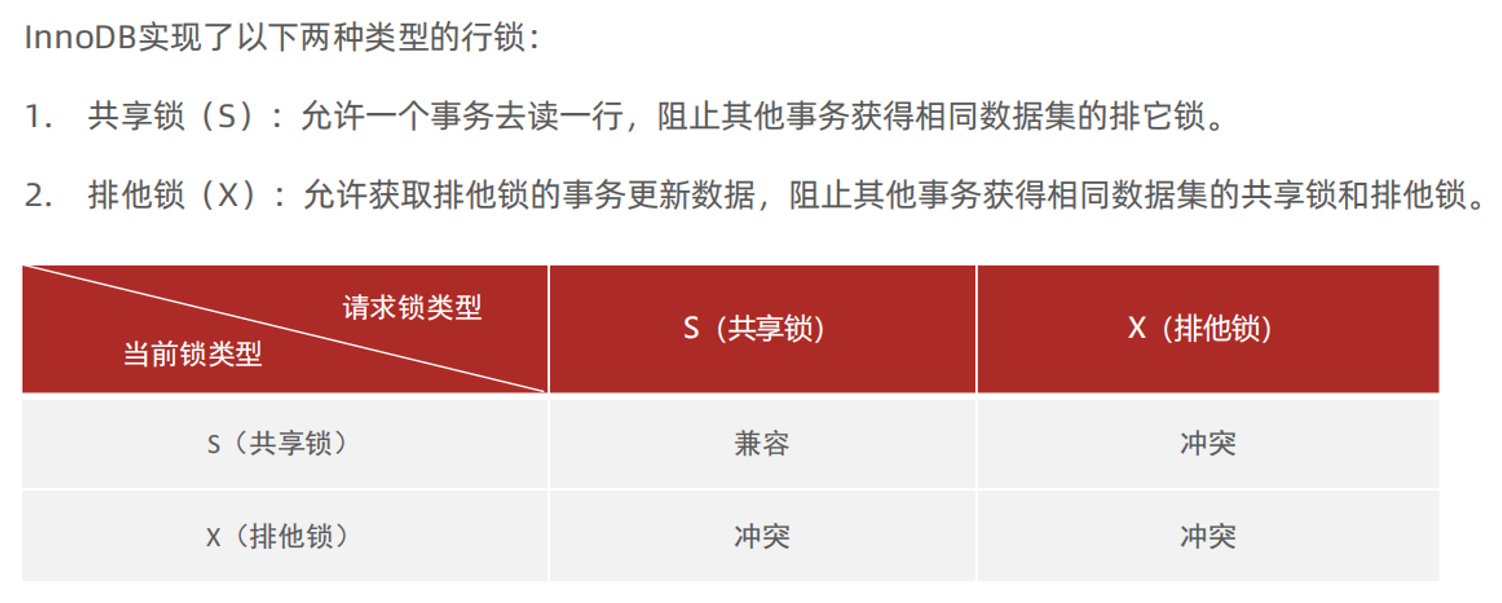 InnoDB实现了以下两种类型的行锁：
1. 共享锁（S）：允许一个事务去读一行，阻止其他事务获得相同数据集的排它锁。
2. 排他锁（X）：允许获取排他锁的事务更新数据，阻止其他事务获得相同数据集的共享锁和排他锁。
请求锁类型
当前锁类型
S（共享锁）
X（排他锁）
S（共享锁）
兼容
冲突
X（排他锁）
冲突
冲突